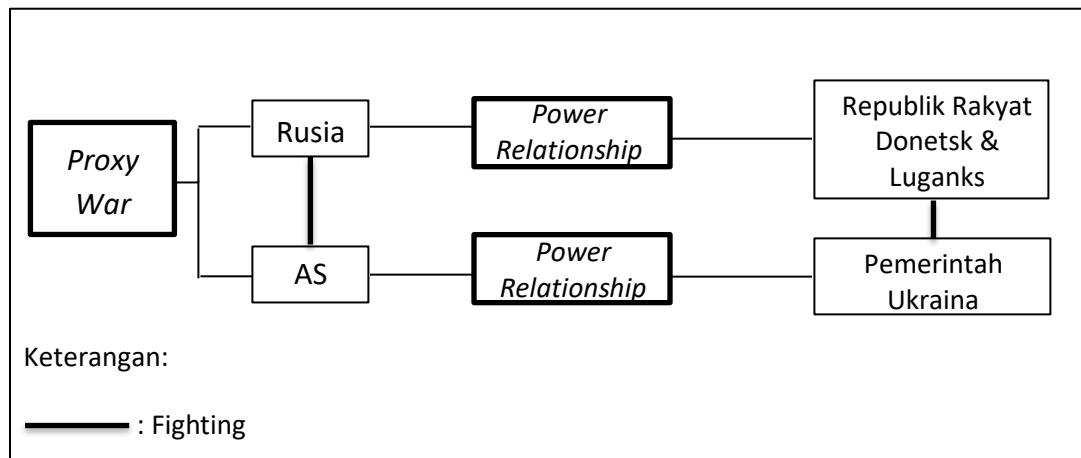 Proxy
War
Rusia
Power
Relationship
Republik Rakyat
Donetsk &
Luganks
AS
Power
Relationship
Pemerintah
Ukraina
Keterangan:
: Fighting